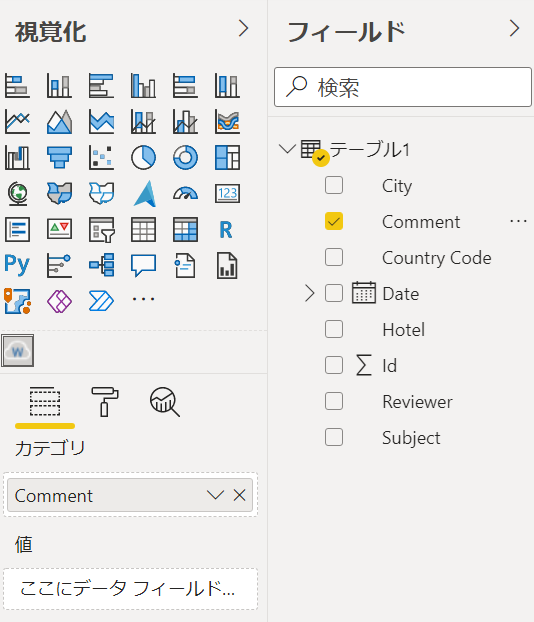 視覚化
フィールド
検索
テーブル1
City
Comment
Country Code
Date
Hotel
Id
Reviewer
Subject
123
R
Py
W
カテゴリ
Comment
値
ここにデータ フィールド...